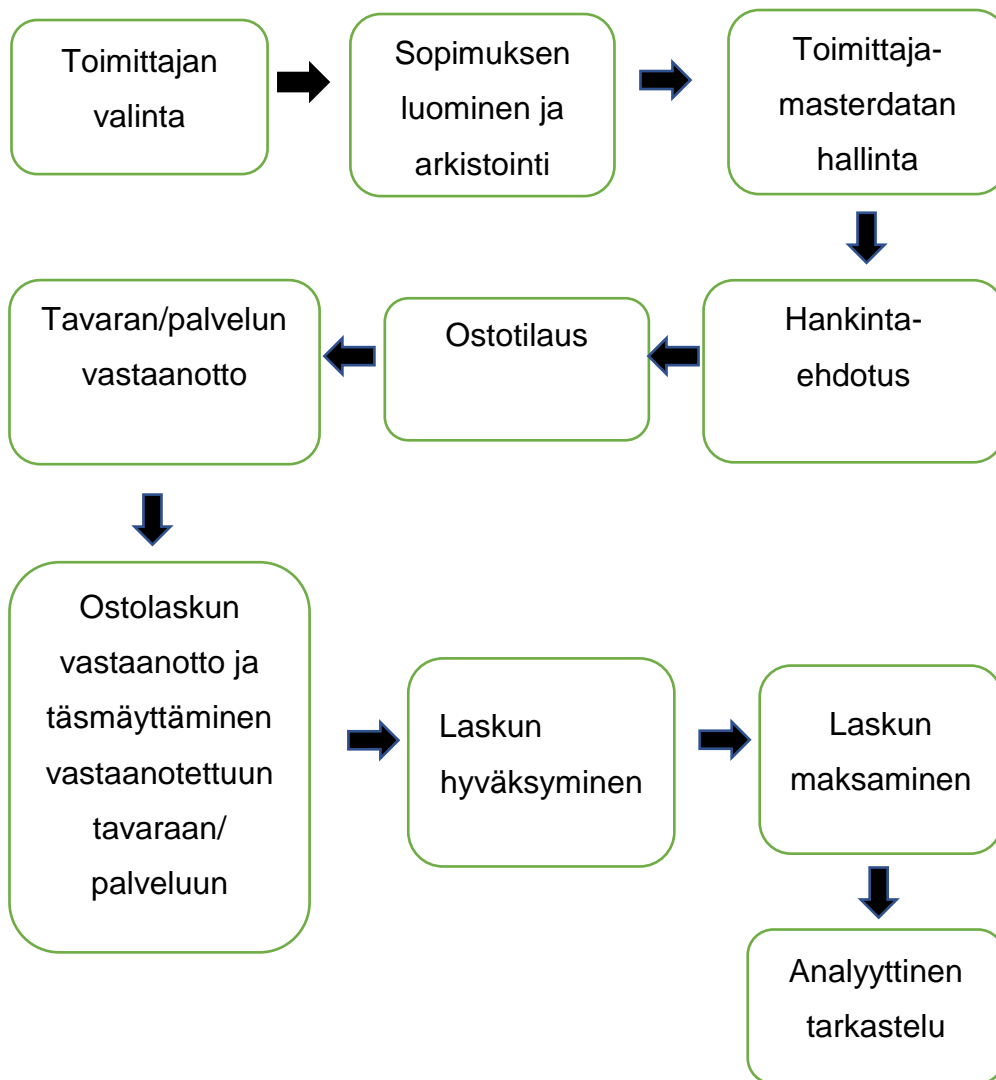 Toimittajan
valinta
Sopimuksen
luominen ja
arkistointi
Toimittaja-
masterdatan
hallinta
Hankinta-
ehdotus
Ostotilaus
Tavaran/palvelun
vastaanotto
Ostolaskun
vastaanotto ja
täsmäyttäminen
vastaanotettuun
tavaraan/
palveluun
Laskun
hyväksyminen
Laskun
maksaminen
Analyyttinen
tarkastelu